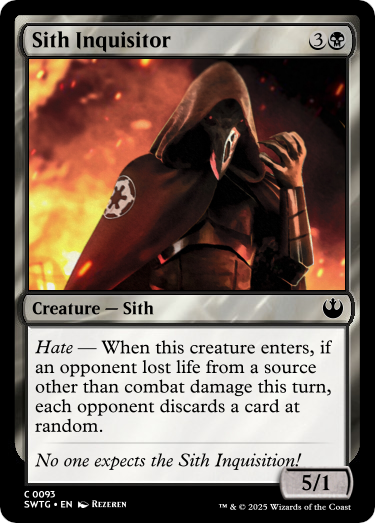 Sith Inquisitor 3
Creature — Sith
Hate — When this creature enters, if
an opponent lost life from a source
other than combat damage this turn,
each opponent discards a card at
random.
No one expects the Sith Inquisition!
5/1
C 0093
SWTG • EN Rezeren
™ & © 2025 Wizards of the Coast